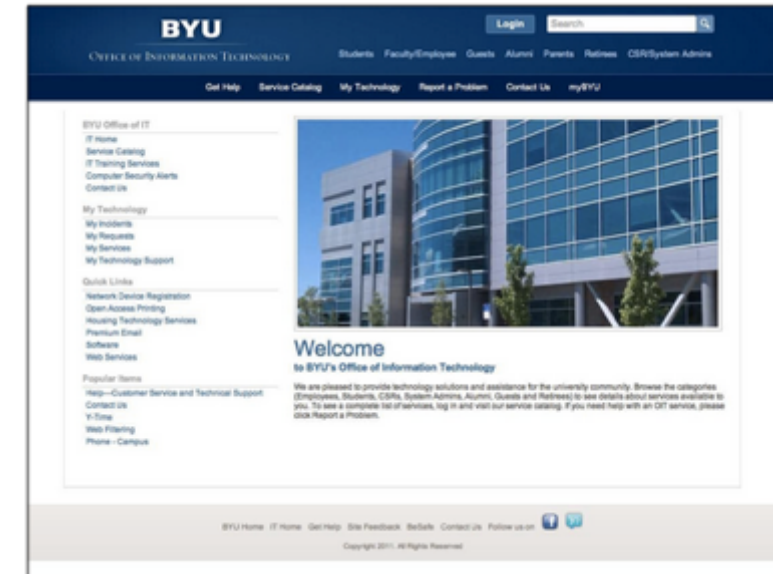 BYU
Login
Search
OFFICE OF INFORMATION TECHNOLOGY
Students Faculty/Employee Guests Alumni Parents Retirees CSR/System Admins
Get Help Service Catalog My Technology Report a Problem Contact Us myBYU
BYU Office of IT
IT Home
Service Catalog
IT Training Services
Computer Security Alerts
Contact Us
My Technology
My Incidents
My Requests
My Services
My Technology Support
Quick Links
Network Device Registration
Open Access Printing
Housing Technology Services
Premium Email
Software
Web Services
Popular Items
Help—Customer Service and Technical Support
Contact Us
Y-Time
Web Filtering
Phone - Campus
Welcome
to BYU's Office of Information Technology
We are pleased to provide technology solutions and assistance for the university community. Browse the categories
(Employees, Students, CSRs, System Admins, Alumni, Guests and Retirees) to see details about services available to
you. To see a complete list of services, log in and visit our service catalog. If you need help with an OIT service, please
click Report a Problem.
BYU Home IT Home Get Help Site Feedback BeSafe Contact Us Follow us on
Copyright 2011. All Rights Reserved